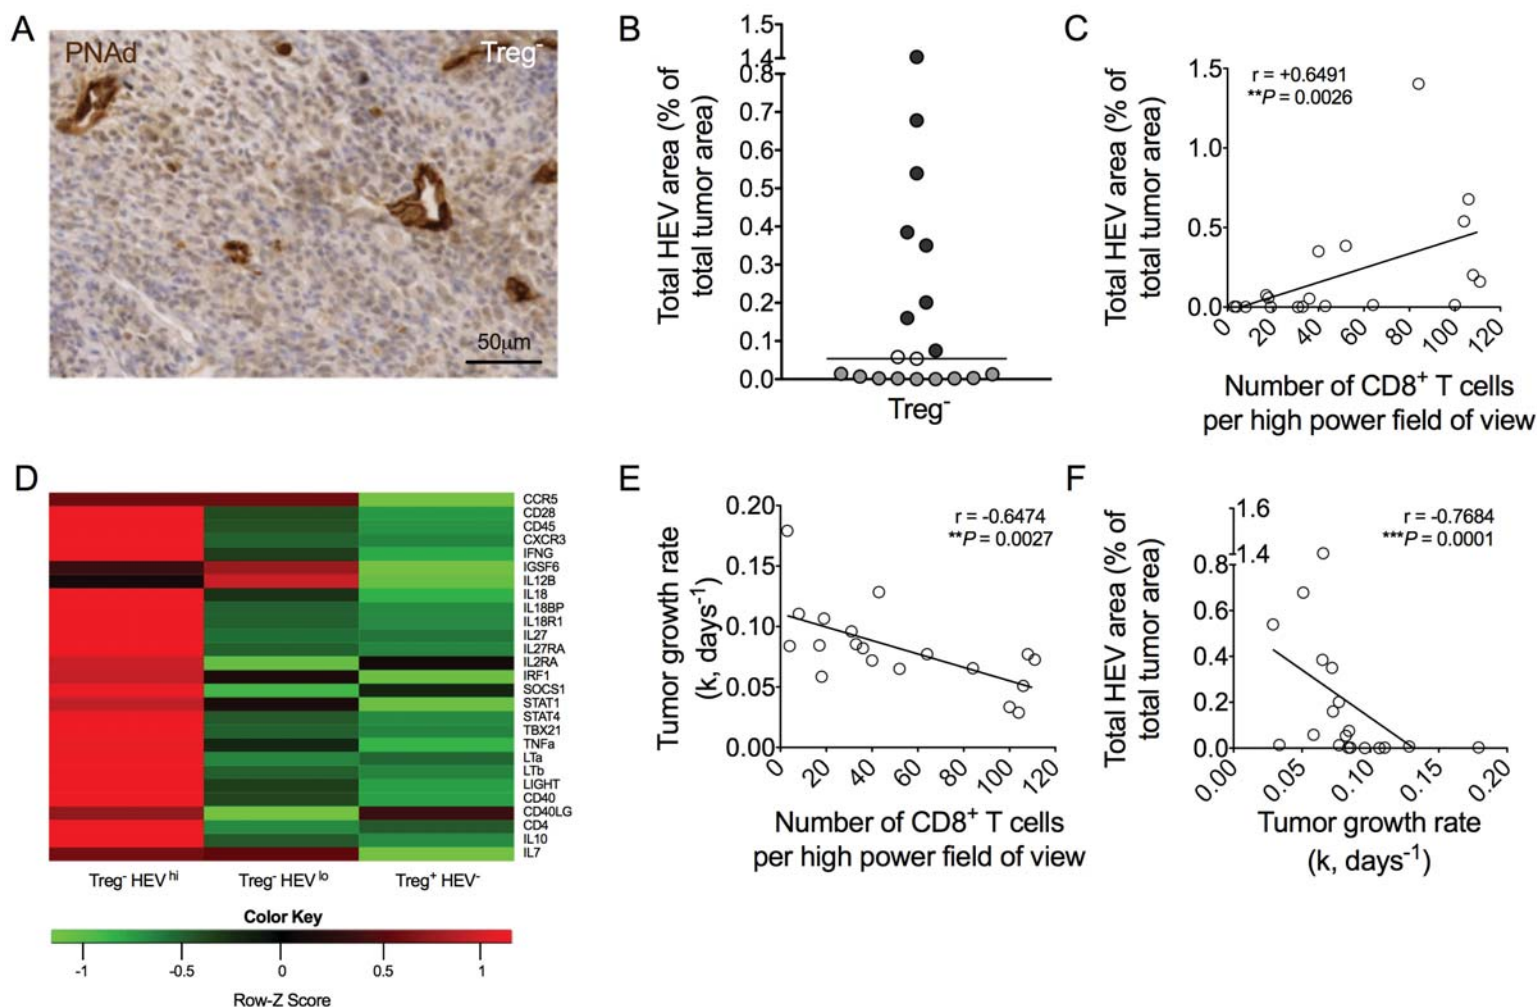 A
PNAd
Treg⁻
50μm
B
Total HEV area (% of
total tumor area)
1.5
1.4
0.8
0.7
0.6
0.5
0.4
0.3
0.2
0.1
0.0
Treg⁻
C
Total HEV area (% of
total tumor area)
r = +0.6491
**P = 0.0026
1.5
1.0
0.5
0.0
0 20 40 60 80 100 120
Number of CD8⁺ T cells
per high power field of view
D
CCR5
CD28
CD45
CXCR3
IFNG
IGSF6
IL12B
IL18
IL18BP
IL18R1
IL27
IL27RA
IL2RA
IRF1
SOCS1
STAT1
STAT4
TBX21
TNFa
LTa
LTb
LIGHT
CD40
CD40LG
CD4
IL10
IL7
Treg⁻ HEV hi Treg⁻ HEV lo Treg⁺ HEV⁻
Color Key
-1 -0.5 0 0.5 1
Row-Z Score
E
Tumor growth rate
(k, days⁻¹)
r = -0.6474
**P = 0.0027
0.20
0.15
0.10
0.05
0.00
0 20 40 60 80 100 120
Number of CD8⁺ T cells
per high power field of view
F
Total HEV area (% of
total tumor area)
r = -0.7684
***P = 0.0001
1.6
1.4
0.8
0.6
0.4
0.2
0.0
0.00 0.05 0.10 0.15 0.20
Tumor growth rate
(k, days⁻¹)